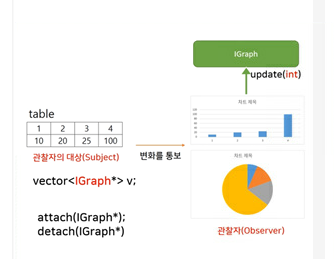 IGraph
update(int)
table
1 2 3 4
10 20 25 100
관찰자의 대상(Subject)
변화를 통보
vector<IGraph*> v;
attach(IGraph*);
detach(IGraph*)
차트 제목
차트 제목
관찰자(Observer)